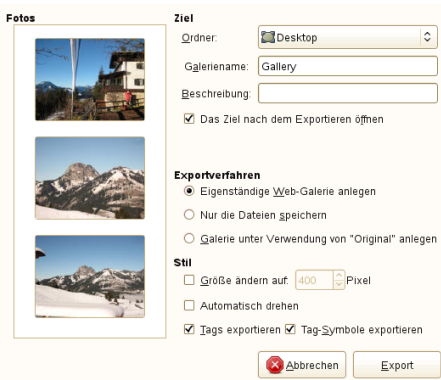 Fotos
Ziel
Ordner: Desktop
Galeriename: Gallery
Beschreibung:
Das Ziel nach dem Exportieren öffnen
Exportverfahren
Eigenständige Web-Galerie anlegen
Nur die Dateien speichern
Galerie unter Verwendung von "Original" anlegen
Stil
Größe ändern auf: 400 Pixel
Automatisch drehen
Tags exportieren Tag-Symbole exportieren
Abbrechen Export